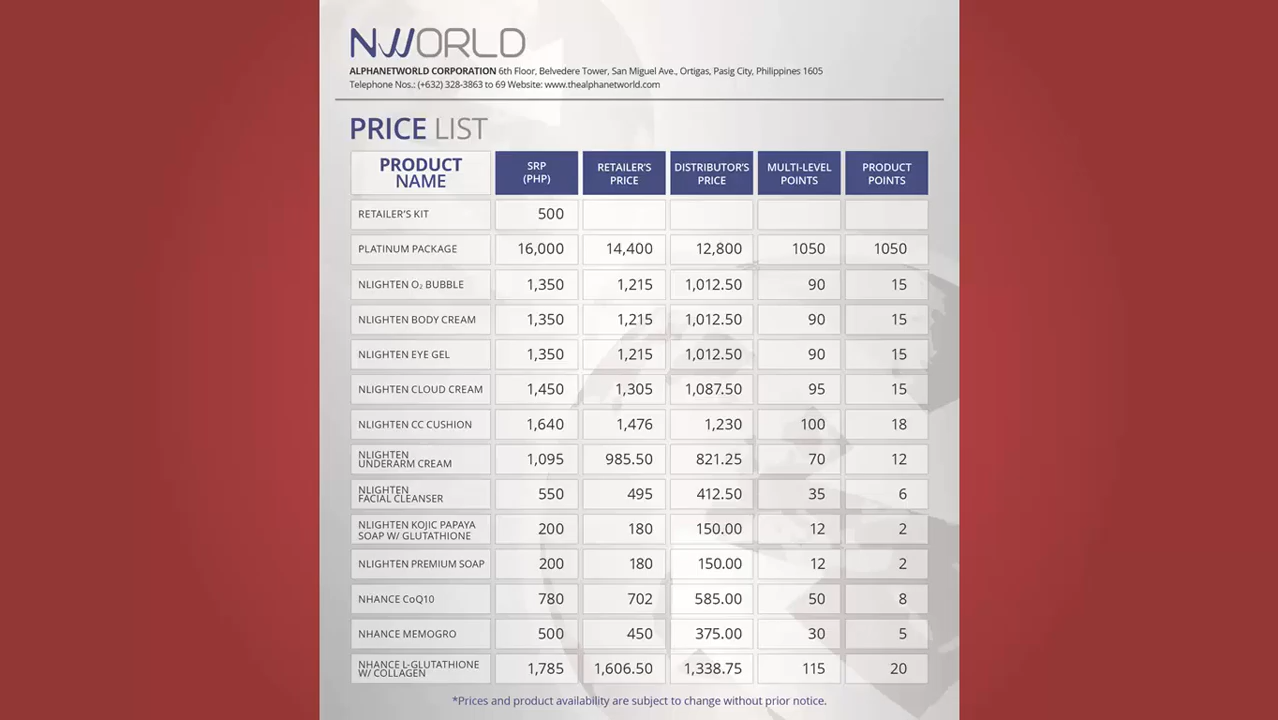 NWORLD
ALPHANETWORLD CORPORATION 6th Floor, Belvedere Tower, San Miguel Ave., Ortigas, Pasig City, Philippines 1605
Telephone Nos.: (+632) 328-3863 to 69 Website: www.thealphanetworld.com
PRICE LIST
PRODUCT NAME SRP (PHP) RETAILER'S PRICE DISTRIBUTOR'S PRICE MULTI-LEVEL POINTS PRODUCT POINTS
RETAILER'S KIT 500
PLATINUM PACKAGE 16,000 14,400 12,800 1050 1050
NLIGHTEN O₂ BUBBLE 1,350 1,215 1,012.50 90 15
NLIGHTEN BODY CREAM 1,350 1,215 1,012.50 90 15
NLIGHTEN EYE GEL 1,350 1,215 1,012.50 90 15
NLIGHTEN CLOUD CREAM 1,450 1,305 1,087.50 95 15
NLIGHTEN CC CUSHION 1,640 1,476 1,230 100 18
NLIGHTEN UNDERARM CREAM 1,095 985.50 821.25 70 12
NLIGHTEN FACIAL CLEANSER 550 495 412.50 35 6
NLIGHTEN KOJIC PAPAYA SOAP W/ GLUTATHIONE 200 180 150.00 12 2
NLIGHTEN PREMIUM SOAP 200 180 150.00 12 2
NHANCE CoQ10 780 702 585.00 50 8
NHANCE MEMOGRO 500 450 375.00 30 5
NHANCE L-GLUTATHIONE W/ COLLAGEN 1,785 1,606.50 1,338.75 115 20
*Prices and product availability are subject to change without prior notice.